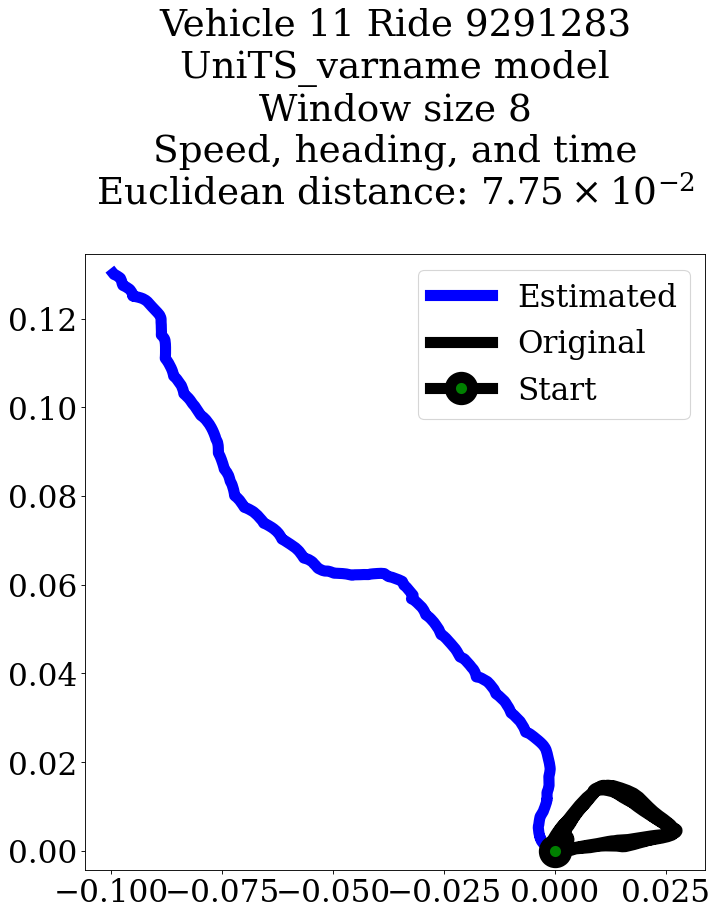 Vehicle 11 Ride 9291283
UniTS_varname model
Window size 8
Speed, heading, and time
Euclidean distance: 7.75 × 10⁻²
Estimated
Original
Start
0.12
0.10
0.08
0.06
0.04
0.02
0.00
−0.100 −0.075 −0.050 −0.025 0.000 0.025